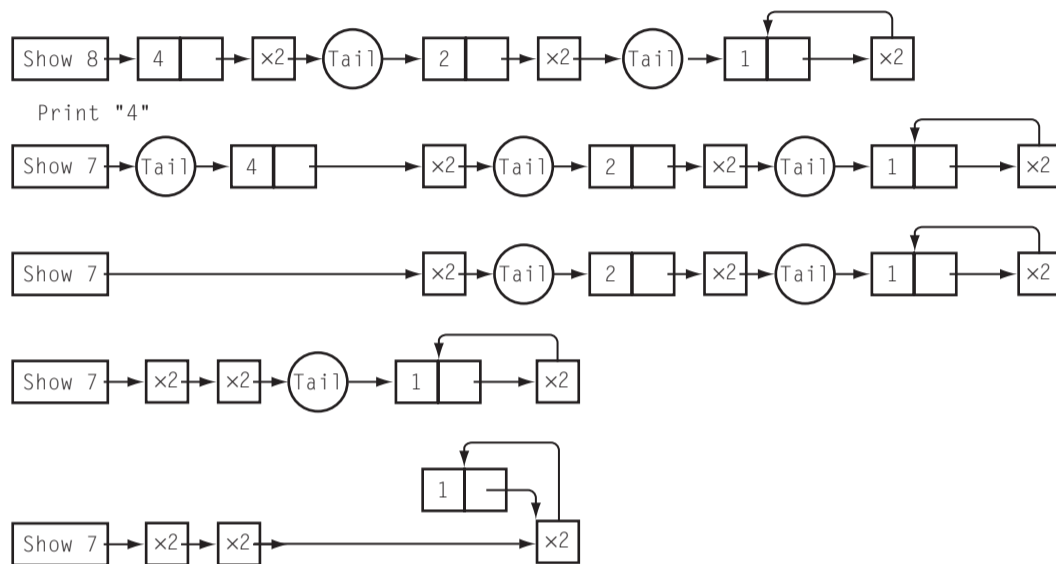 Show 8 4 ×2 Tail 2 ×2 Tail 1 ×2
Print "4"
Show 7 Tail 4 ×2 Tail 2 ×2 Tail 1 ×2
Show 7 ×2 Tail 2 ×2 Tail 1 ×2
Show 7 ×2 ×2 Tail 1 ×2
1
Show 7 ×2 ×2 ×2